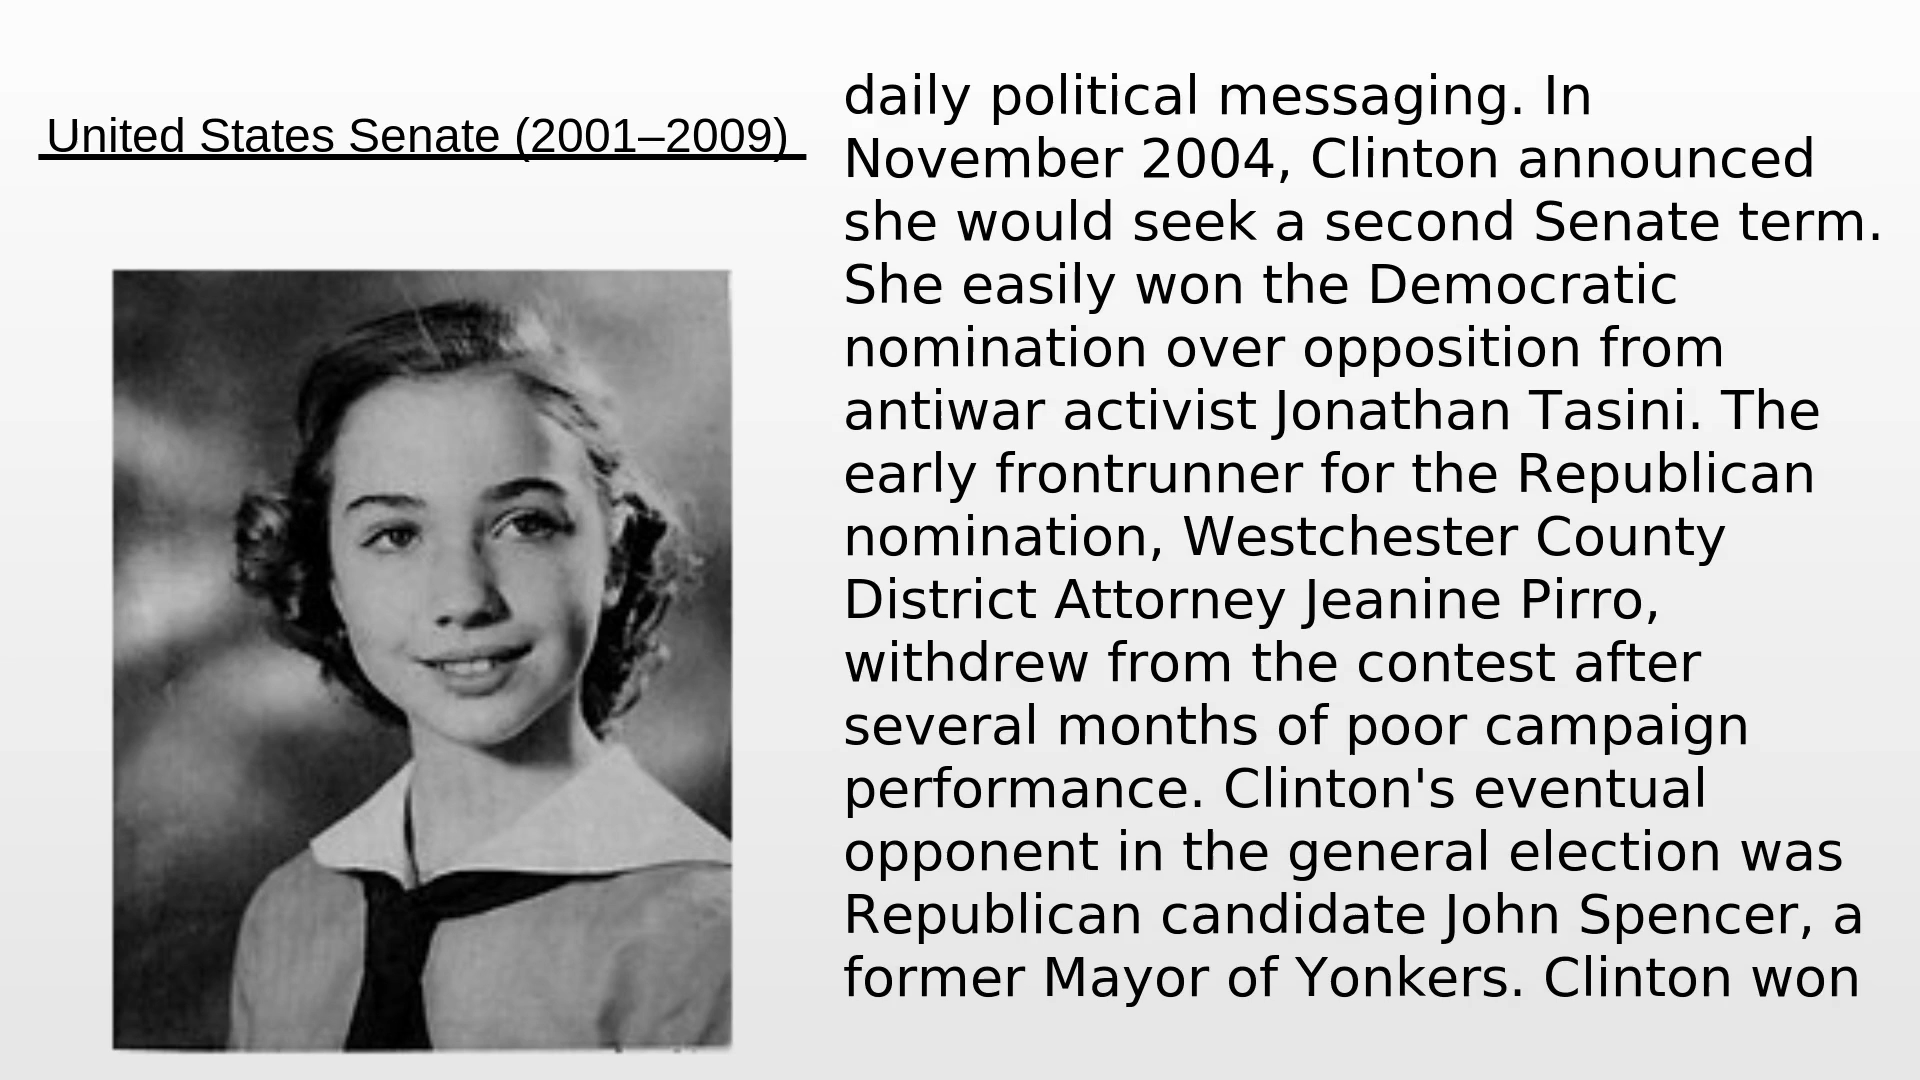 United States Senate (2001–2009)
daily political messaging. In
November 2004, Clinton announced
she would seek a second Senate term.
She easily won the Democratic
nomination over opposition from
antiwar activist Jonathan Tasini. The
early frontrunner for the Republican
nomination, Westchester County
District Attorney Jeanine Pirro,
withdrew from the contest after
several months of poor campaign
performance. Clinton's eventual
opponent in the general election was
Republican candidate John Spencer, a
former Mayor of Yonkers. Clinton won